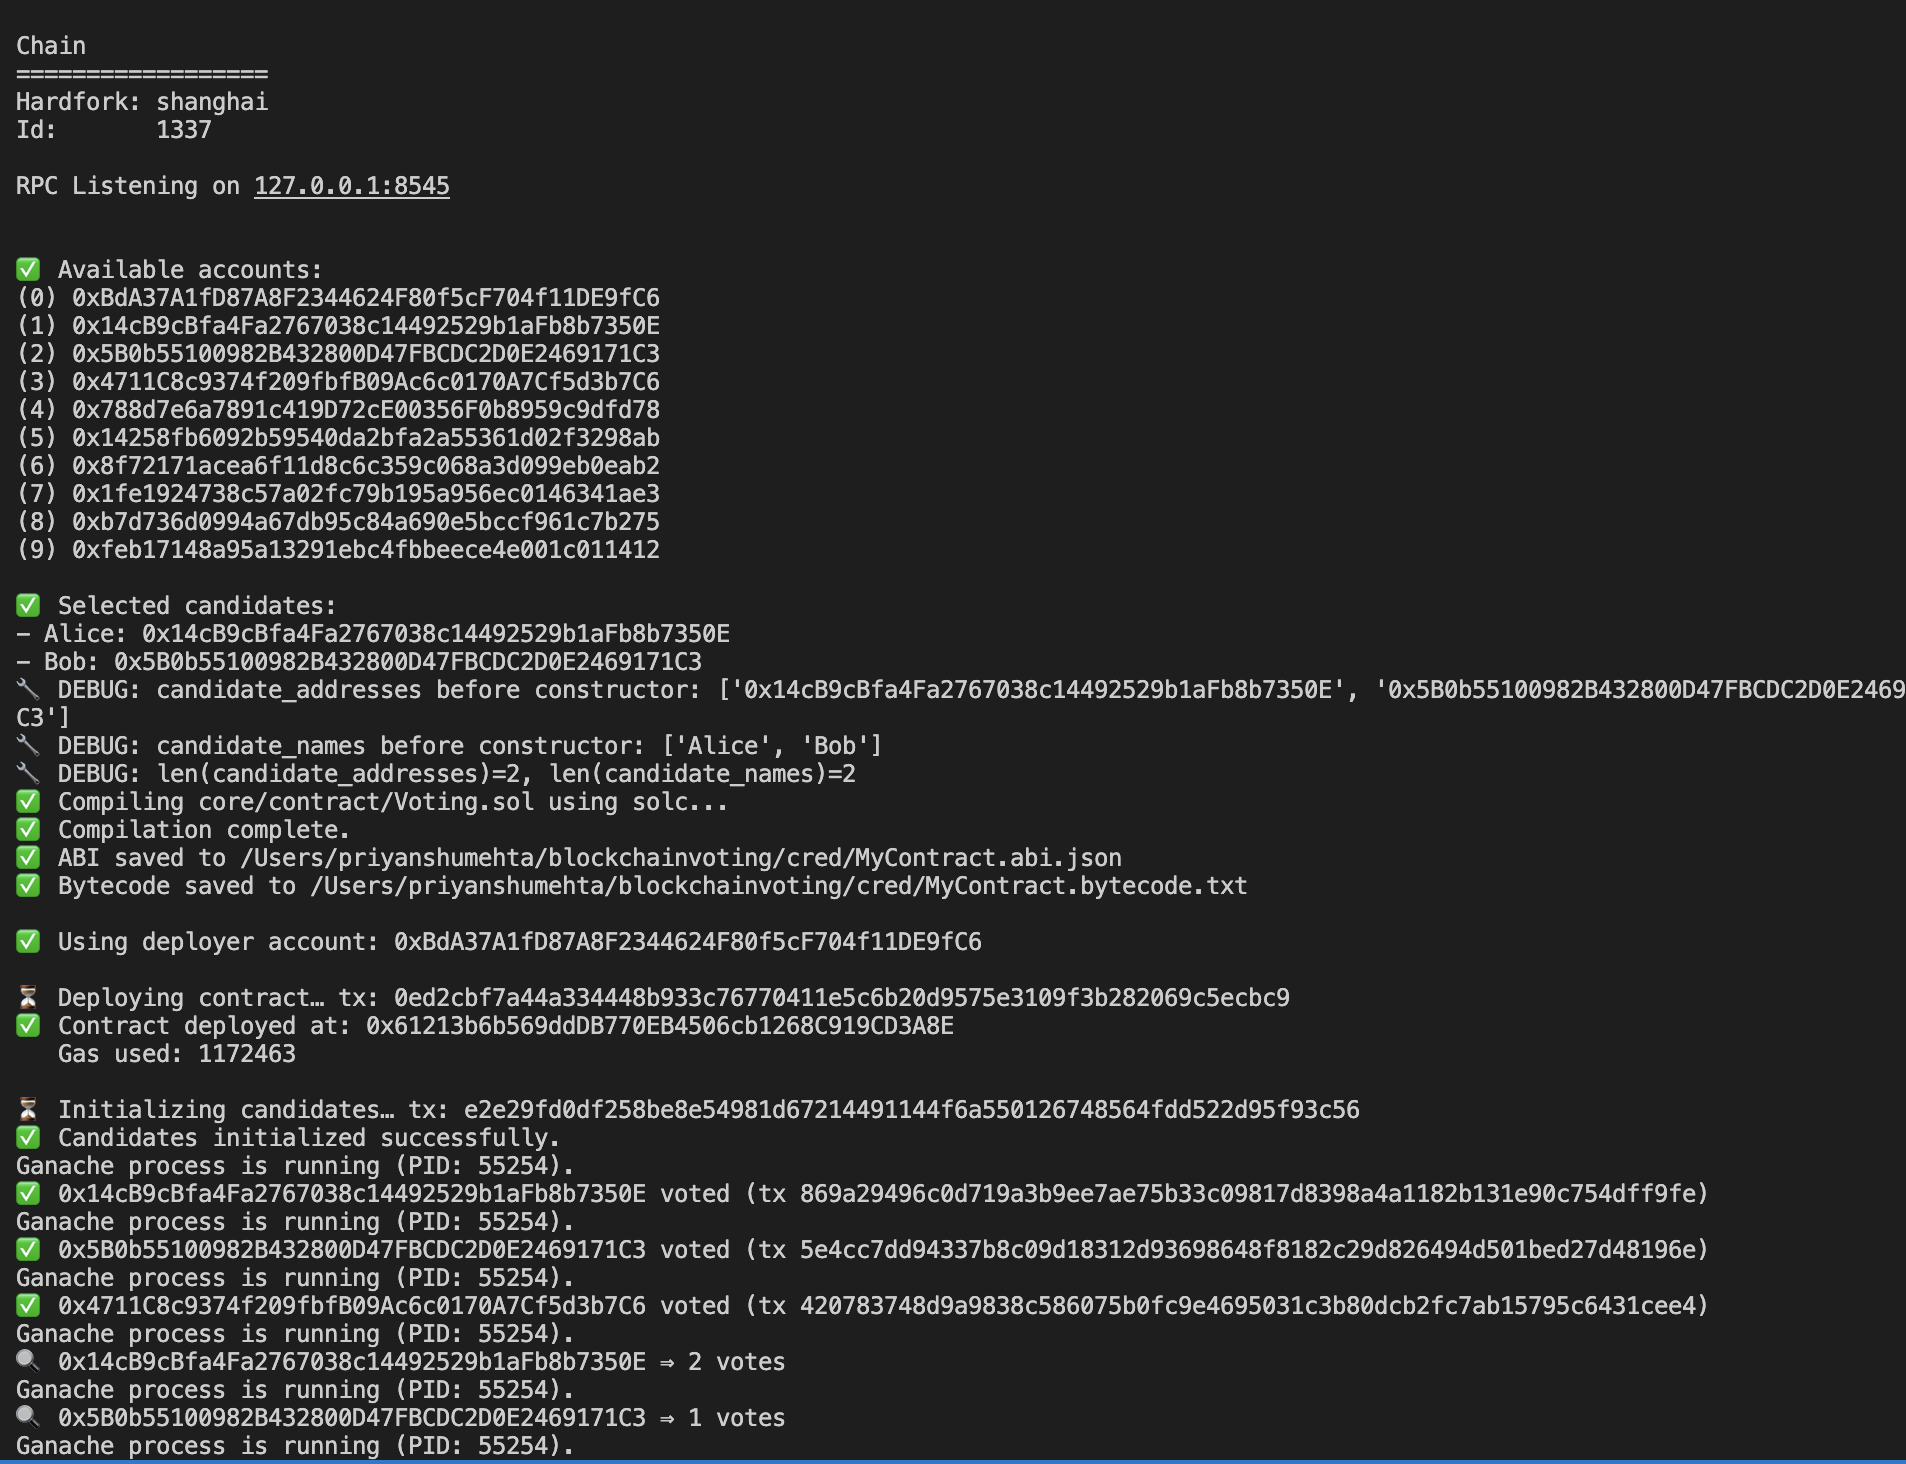 Chain
==================
Hardfork: shanghai
Id:       1337
RPC Listening on 127.0.0.1:8545
✅ Available accounts:
(0) 0xBdA37A1fD87A8F2344624F80f5cF704f11DE9fC6
(1) 0x14cB9cBfa4Fa2767038c14492529b1aFb8b7350E
(2) 0x5B0b55100982B432800D47FBCDC2D0E2469171C3
(3) 0x4711C8c9374f209fbfB09Ac6c0170A7Cf5d3b7C6
(4) 0x788d7e6a7891c419D72cE00356F0b8959c9dfd78
(5) 0x14258fb6092b59540da2bfa2a55361d02f3298ab
(6) 0x8f72171acea6f11d8c6c359c068a3d099eb0eab2
(7) 0x1fe1924738c57a02fc79b195a956ec0146341ae3
(8) 0xb7d736d0994a67db95c84a690e5bccf961c7b275
(9) 0xfeb17148a95a13291ebc4fbbeece4e001c011412
✅ Selected candidates:
– Alice: 0x14cB9cBfa4Fa2767038c14492529b1aFb8b7350E
– Bob: 0x5B0b55100982B432800D47FBCDC2D0E2469171C3
🔧 DEBUG: candidate_addresses before constructor: ['0x14cB9cBfa4Fa2767038c14492529b1aFb8b7350E', '0x5B0b55100982B432800D47FBCDC2D0E2469
C3']
🔧 DEBUG: candidate_names before constructor: ['Alice', 'Bob']
🔧 DEBUG: len(candidate_addresses)=2, len(candidate_names)=2
✅ Compiling core/contract/Voting.sol using solc...
✅ Compilation complete.
✅ ABI saved to /Users/priyanshumehta/blockchainvoting/cred/MyContract.abi.json
✅ Bytecode saved to /Users/priyanshumehta/blockchainvoting/cred/MyContract.bytecode.txt
✅ Using deployer account: 0xBdA37A1fD87A8F2344624F80f5cF704f11DE9fC6
⏳ Deploying contract… tx: 0ed2cbf7a44a334448b933c76770411e5c6b20d9575e3109f3b282069c5ecbc9
✅ Contract deployed at: 0x61213b6b569ddDB770EB4506cb1268C919CD3A8E
Gas used: 1172463
⏳ Initializing candidates… tx: e2e29fd0df258be8e54981d67214491144f6a550126748564fdd522d95f93c56
✅ Candidates initialized successfully.
Ganache process is running (PID: 55254).
✅ 0x14cB9cBfa4Fa2767038c14492529b1aFb8b7350E voted (tx 869a29496c0d719a3b9ee7ae75b33c09817d8398a4a1182b131e90c754dff9fe)
Ganache process is running (PID: 55254).
✅ 0x5B0b55100982B432800D47FBCDC2D0E2469171C3 voted (tx 5e4cc7dd94337b8c09d18312d93698648f8182c29d826494d501bed27d48196e)
Ganache process is running (PID: 55254).
✅ 0x4711C8c9374f209fbfB09Ac6c0170A7Cf5d3b7C6 voted (tx 420783748d9a9838c586075b0fc9e4695031c3b80dcb2fc7ab15795c6431cee4)
Ganache process is running (PID: 55254).
🔍 0x14cB9cBfa4Fa2767038c14492529b1aFb8b7350E ⇒ 2 votes
Ganache process is running (PID: 55254).
🔍 0x5B0b55100982B432800D47FBCDC2D0E2469171C3 ⇒ 1 votes
Ganache process is running (PID: 55254).